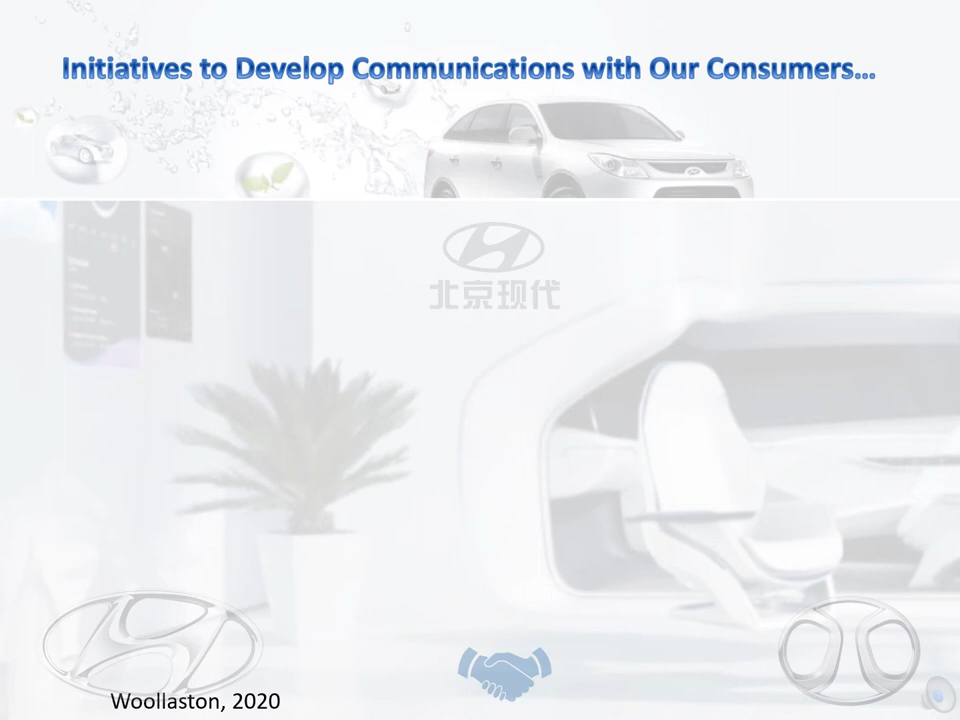 Initiatives to Develop Communications with Our Consumers...
北京现代
Woollaston, 2020